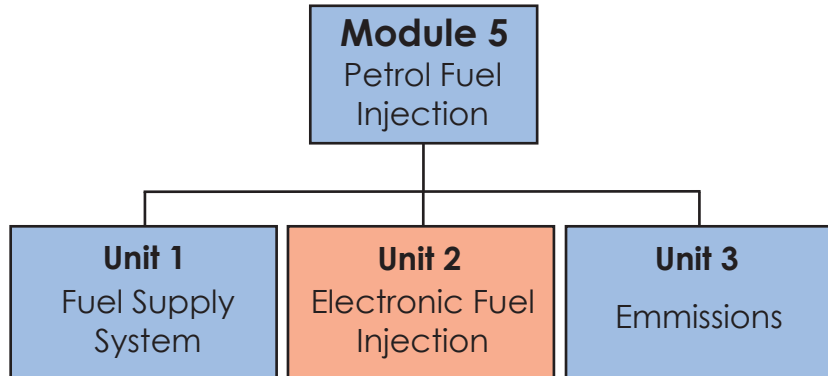 Module 5
Petrol Fuel
Injection
Unit 1
Fuel Supply
System
Unit 2
Electronic Fuel
Injection
Unit 3
Emmissions